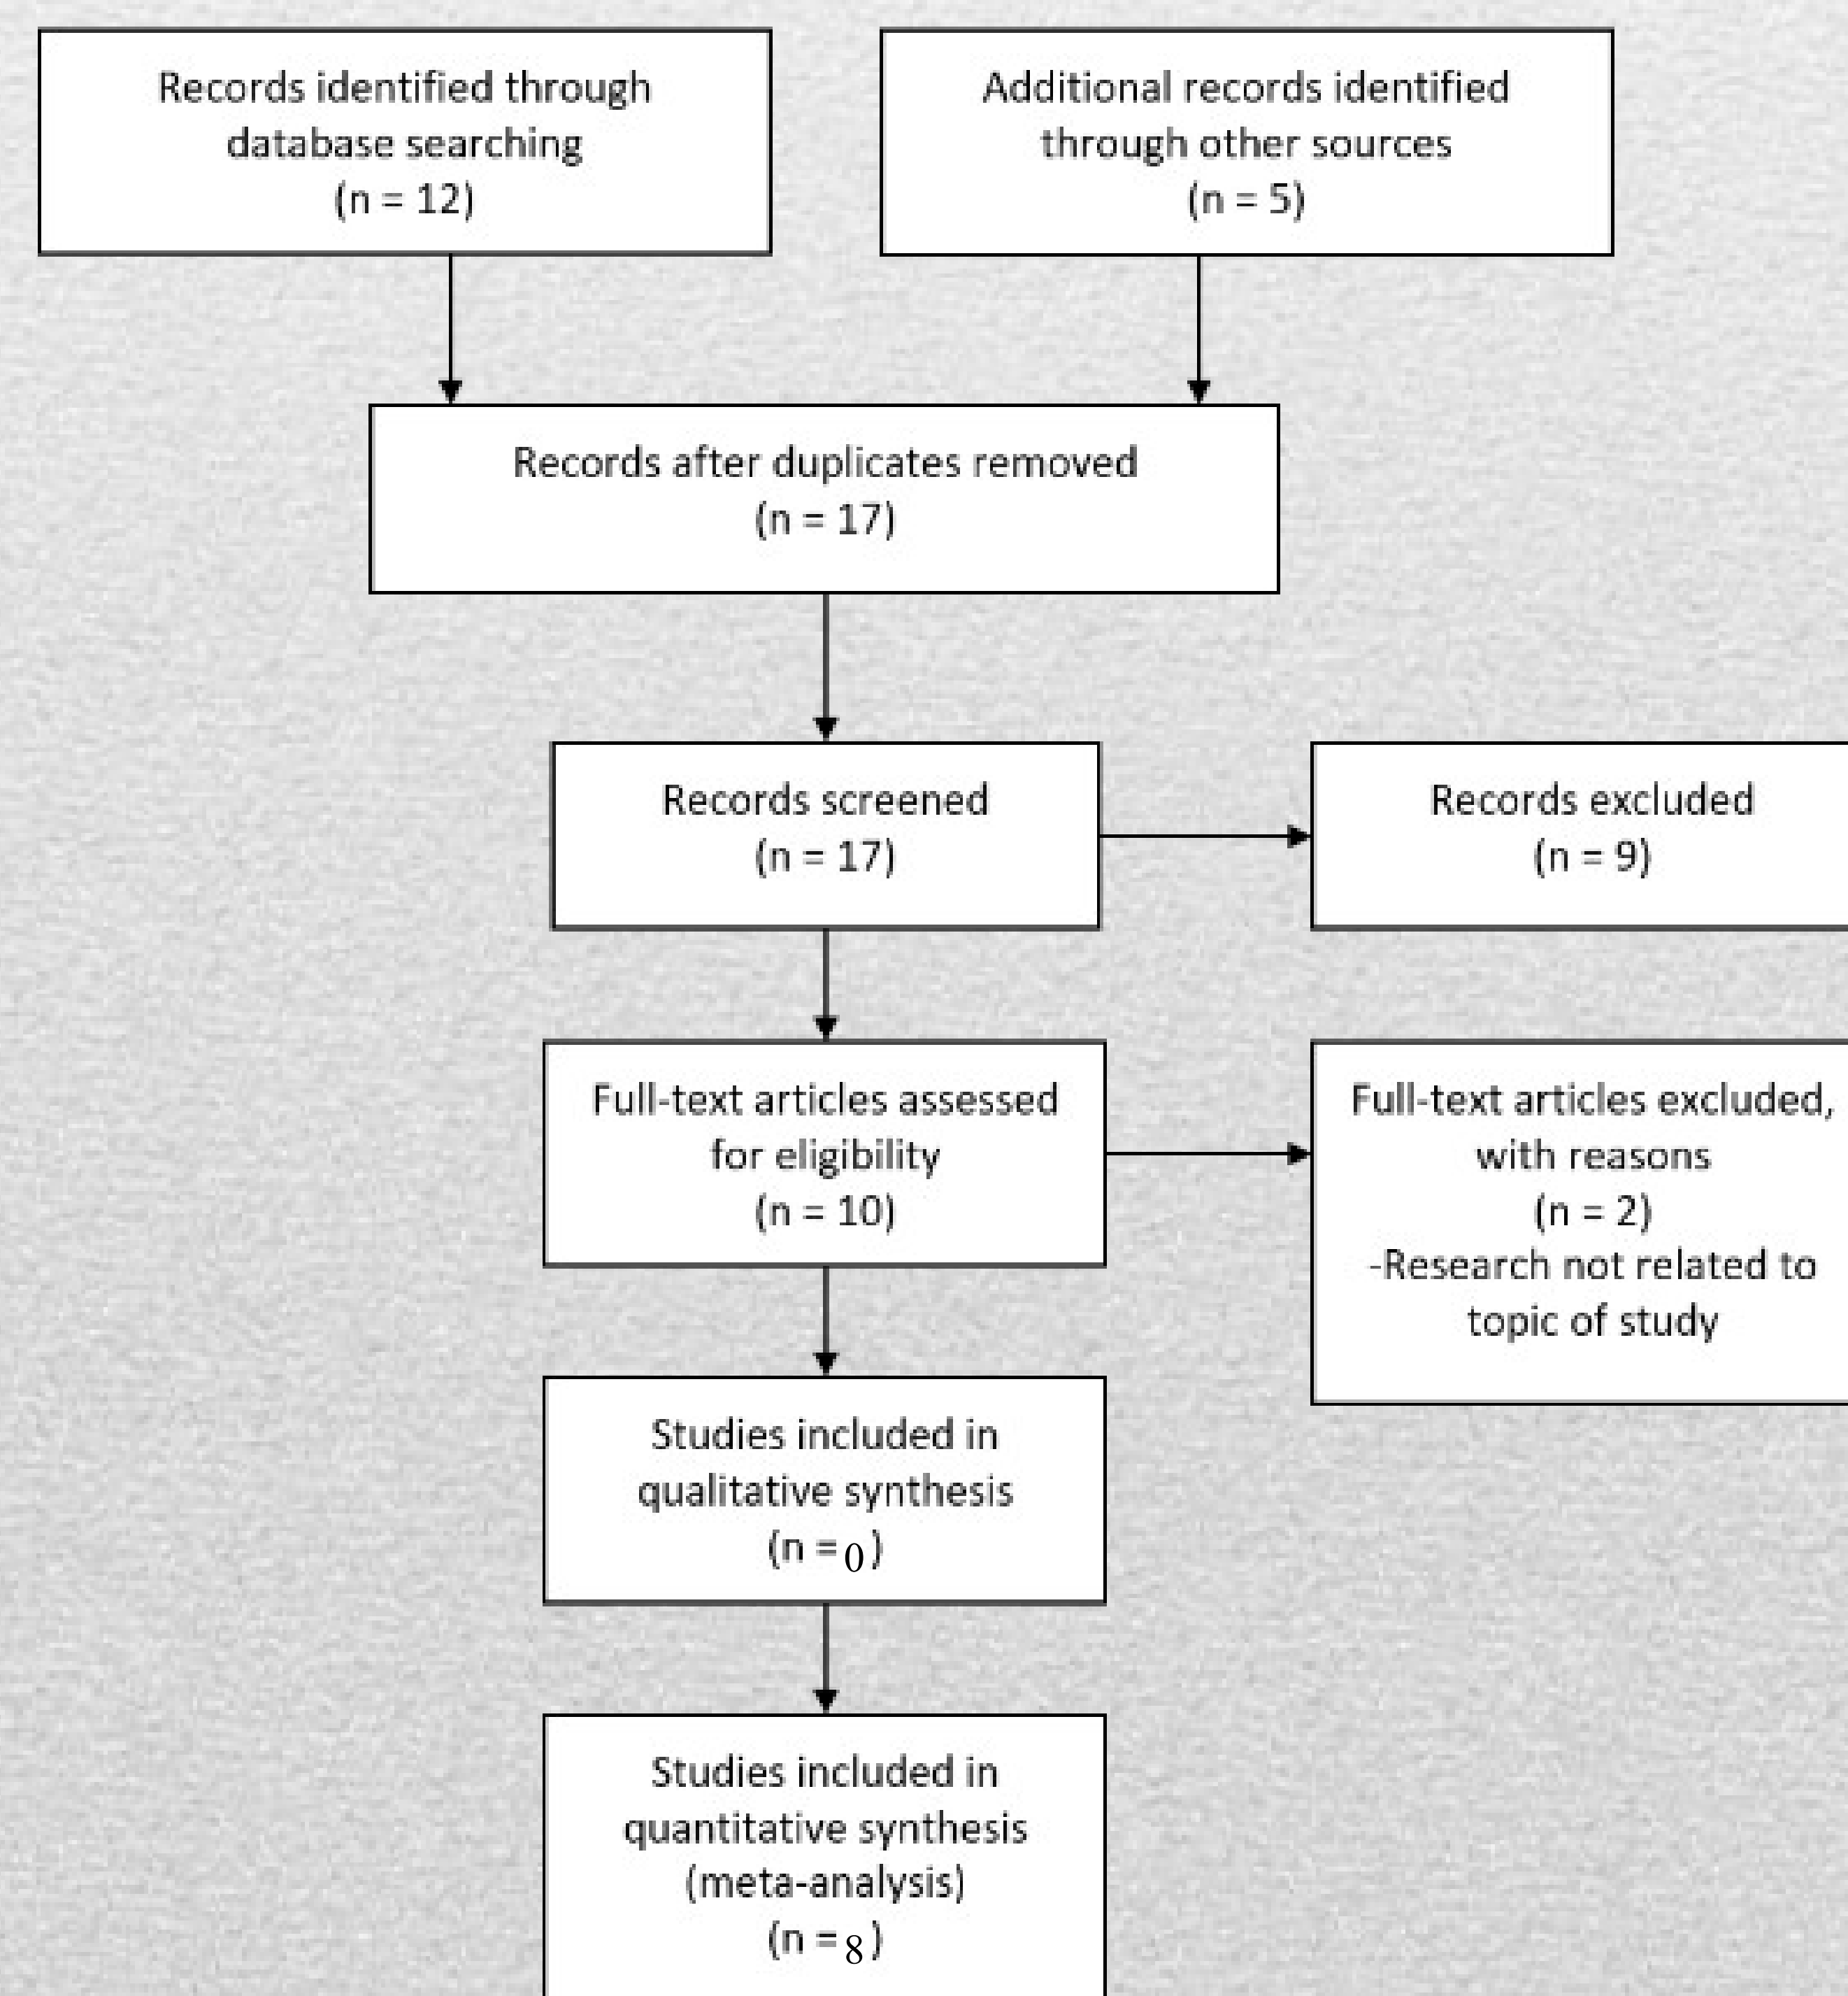 Records identified through
database searching
(n = 12)
Additional records identified
through other sources
(n = 5)
Records after duplicates removed
(n = 17)
Records screened
(n = 17)
Records excluded
(n = 9)
Full-text articles assessed
for eligibility
(n = 10)
Full-text articles excluded,
with reasons
(n = 2)
-Research not related to
topic of study
Studies included in
qualitative synthesis
(n = 0)
Studies included in
quantitative synthesis
(meta-analysis)
(n = 8)